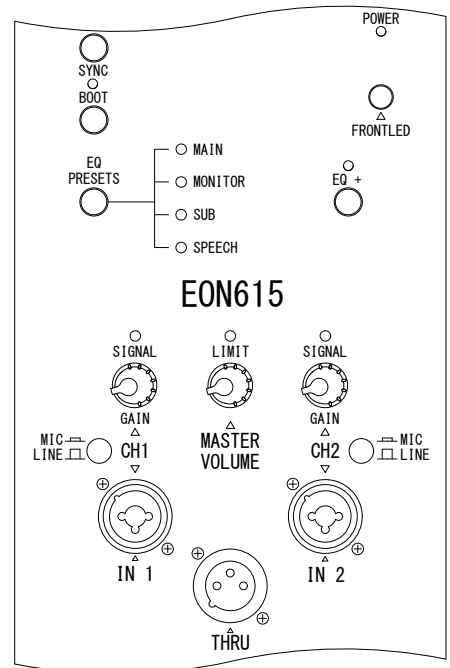 POWER
SYNC
BOOT
FRONTLED
EQ
PRESETS
MAIN
MONITOR
SUB
SPEECH
EQ +
EON615
SIGNAL
LIMIT
SIGNAL
GAIN
GAIN
MIC
LINE
CH1
MASTER
VOLUME
CH2
MIC
LINE
IN 1
IN 2
THRU